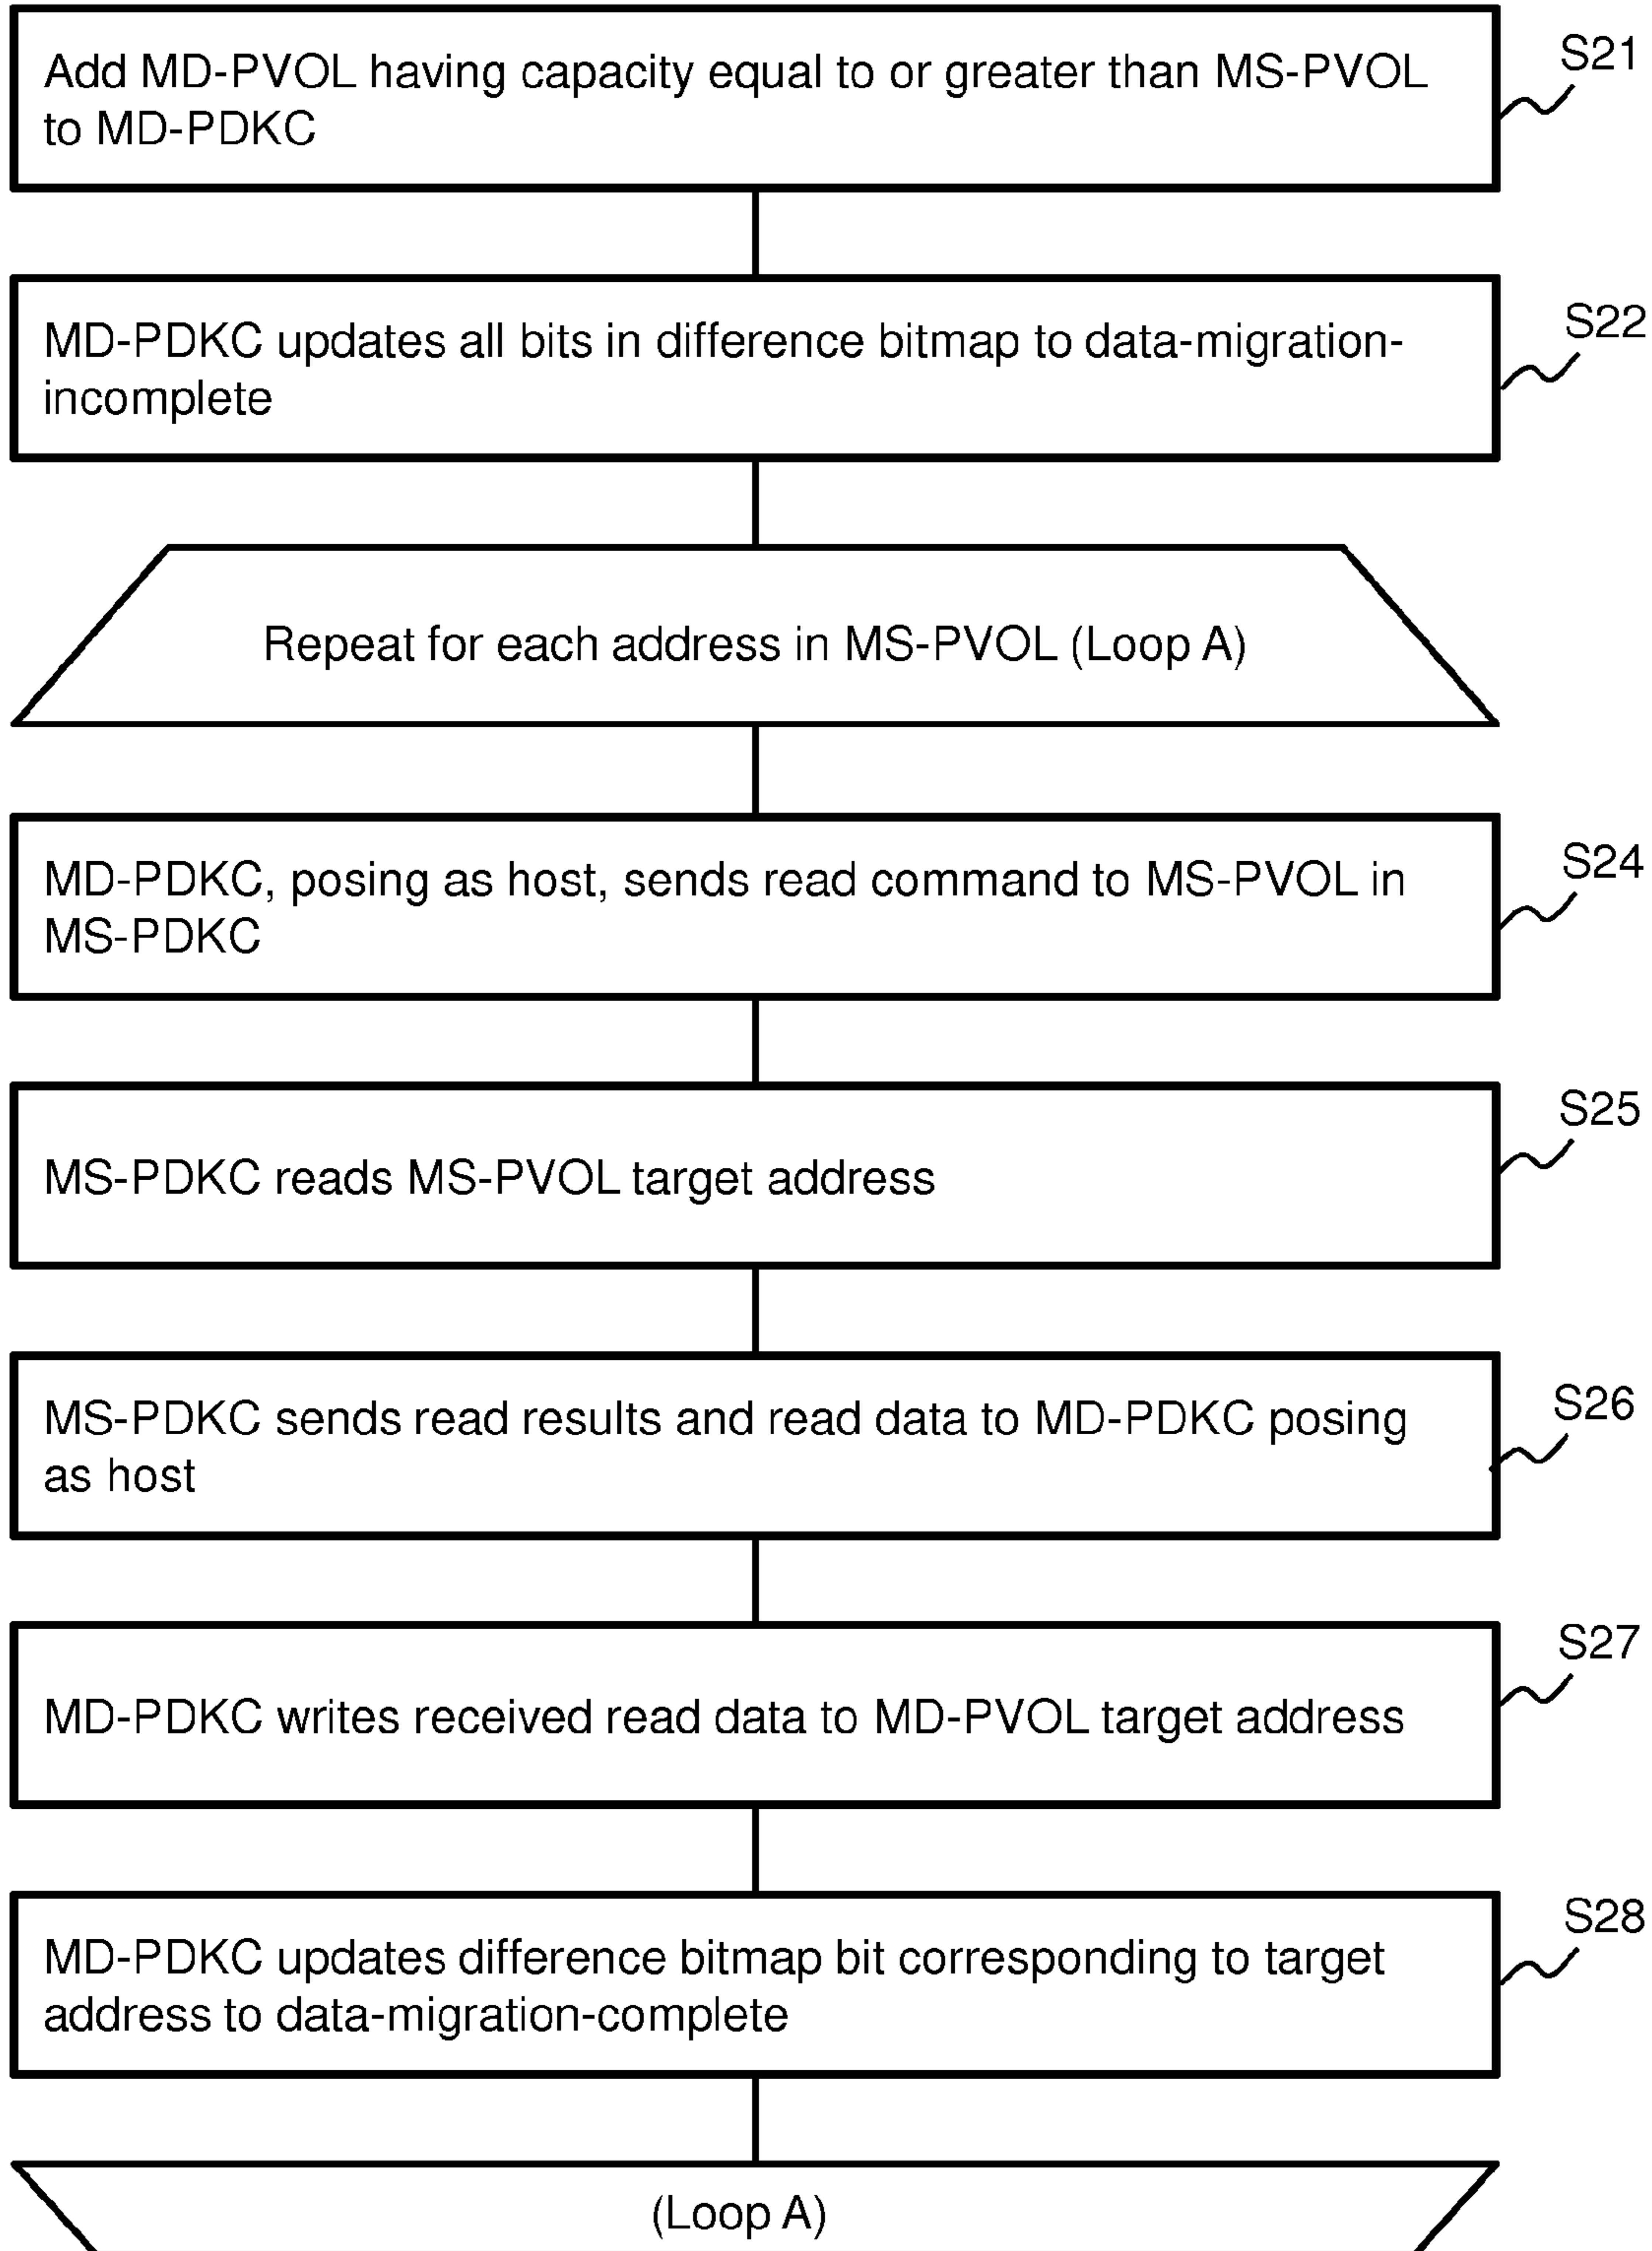 Add MD-PVOL having capacity equal to or greater than MS-PVOL
to MD-PDKC
S21
MD-PDKC updates all bits in difference bitmap to data-migration-
incomplete
S22
Repeat for each address in MS-PVOL (Loop A)
MD-PDKC, posing as host, sends read command to MS-PVOL in
MS-PDKC
S24
MS-PDKC reads MS-PVOL target address
S25
MS-PDKC sends read results and read data to MD-PDKC posing
as host
S26
MD-PDKC writes received read data to MD-PVOL target address
S27
MD-PDKC updates difference bitmap bit corresponding to target
address to data-migration-complete
S28
(Loop A)